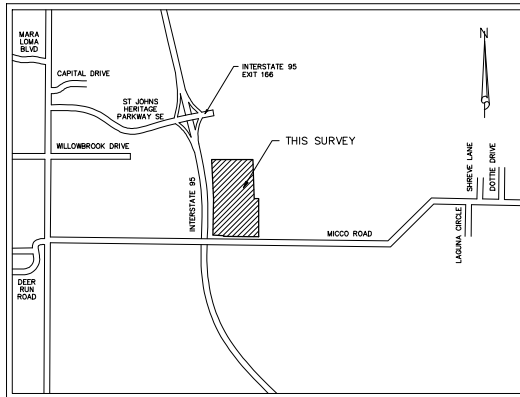 MARA
LOMA
BLVD
CAPITAL DRIVE
ST JOHNS
HERITAGE
PARKWAY SE
INTERSTATE 95
EXIT 166
N
WILLOWBROOK DRIVE
THIS SURVEY
INTERSTATE 95
SHREVE LANE
DOTTIE DRIVE
MICCO ROAD
LAGUNA CIRCLE
DEER
RUN
ROAD